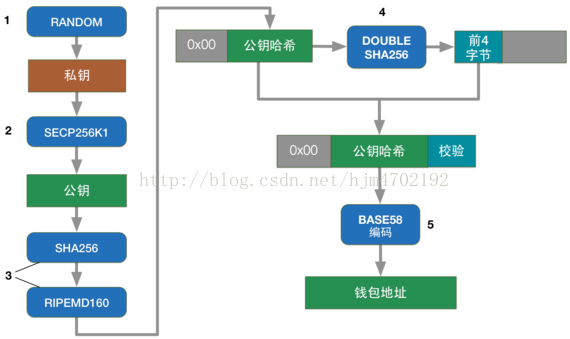 1
RANDOM
私钥
2
SECP256K1
公钥
SHA256
3
RIPEMD160
4
0x00
公钥哈希
DOUBLE
SHA256
前4
字节
0x00
公钥哈希
校验
http://blog.csdn.net/hjm4702192
BASE58
编码
5
钱包地址